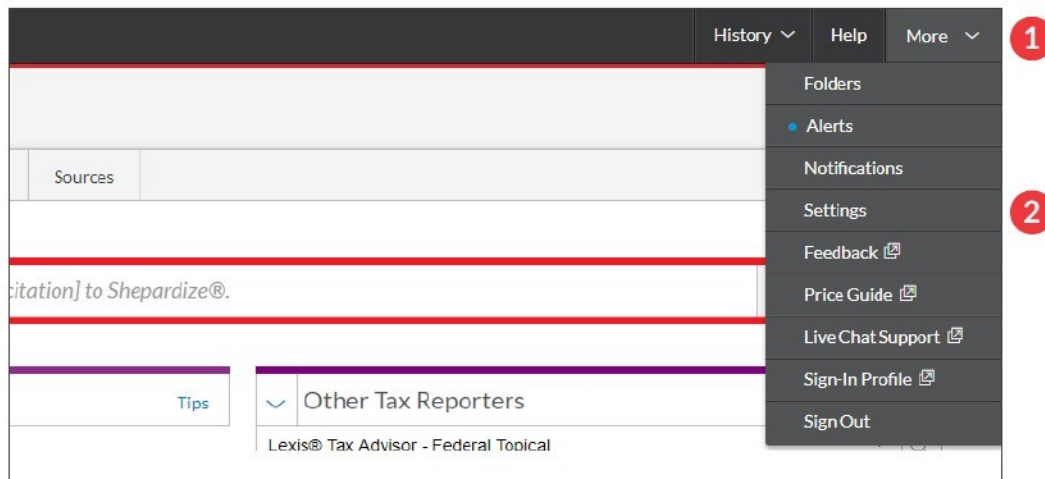 History Help More 1
Folders
Alerts
Notifications
Sources
Settings 2
Feedback
citation] to Shepardize®.
Price Guide
Live Chat Support
Sign-In Profile
Tips
Other Tax Reporters
Sign Out
Lexis® Tax Advisor - Federal Topical